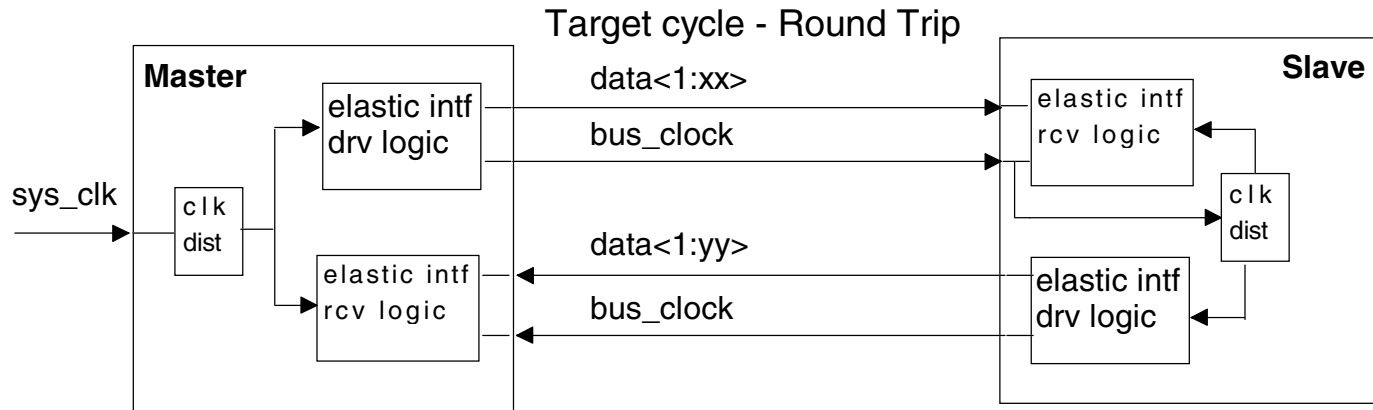 Target cycle - Round Trip
Master
Slave
elastic intf
drv logic
data<1:xx>
bus_clock
elastic intf
rcv logic
sys_clk
clk
dist
clk
dist
elastic intf
rcv logic
data<1:yy>
bus_clock
elastic intf
drv logic